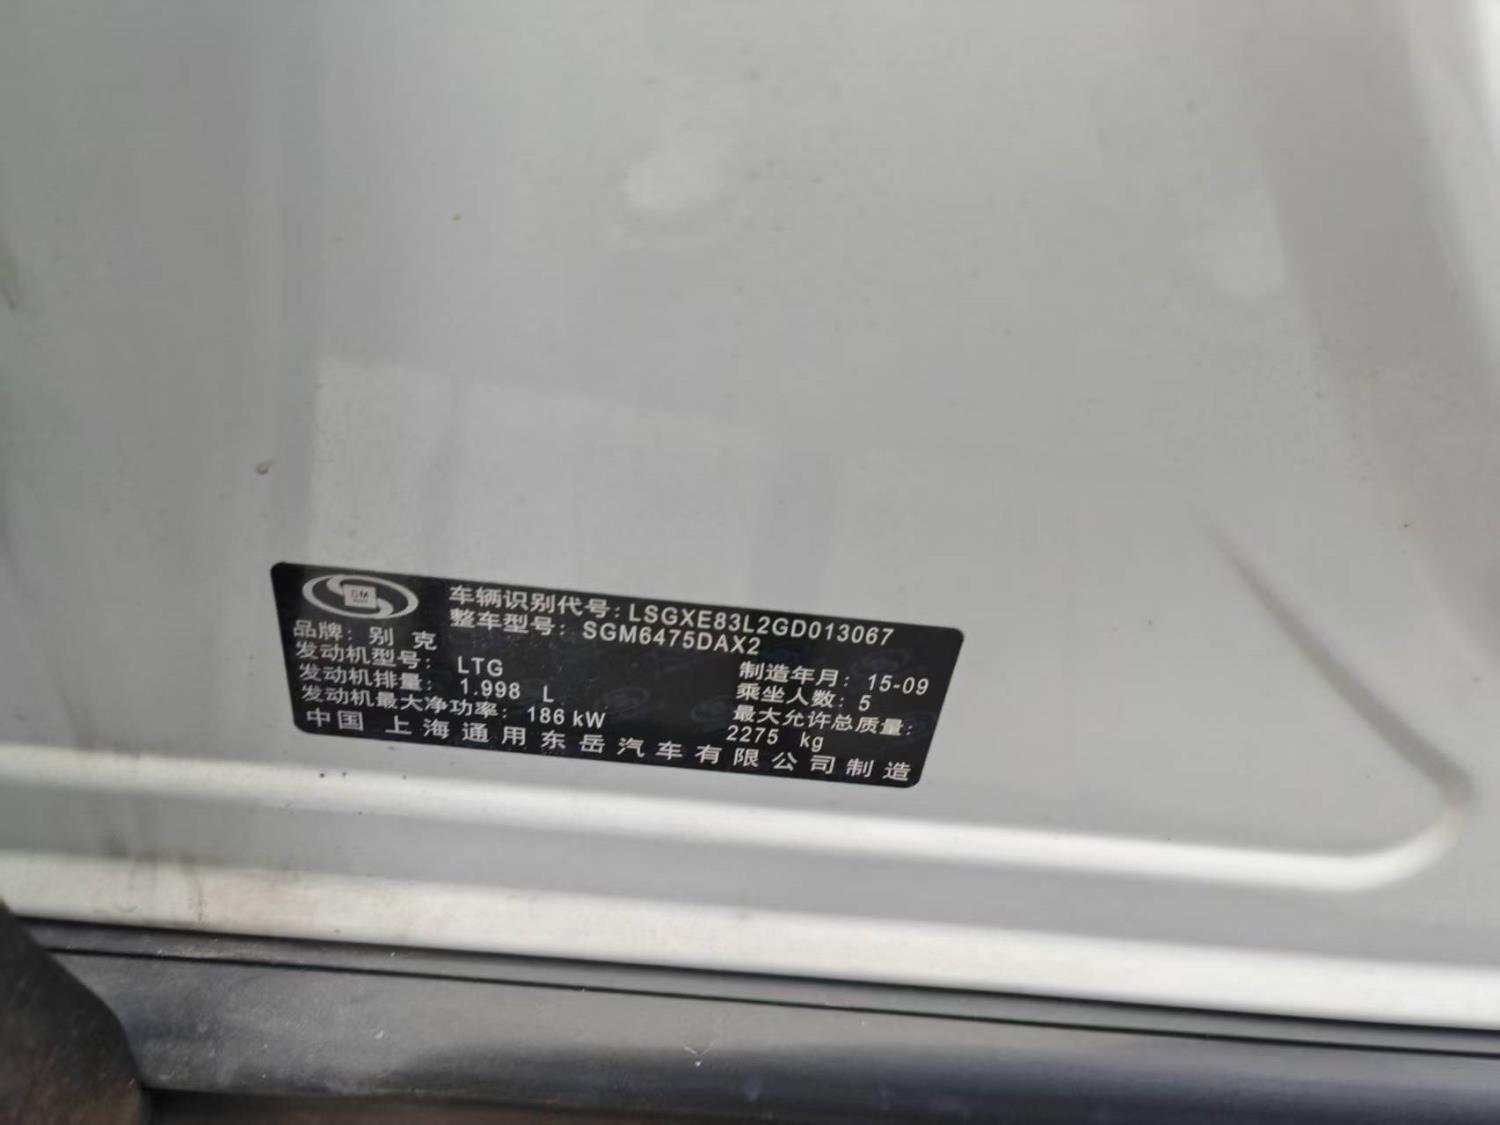 GM
车辆识别代号：LSGXE83L2GD013067
整车型号：SGM6475DAX2
品牌：别 克
发动机型号：LTG
发动机排量：1.998 L
发动机最大净功率：186 kW
制造年月：15-09
乘坐人数：5
最大允许总质量：
2275 kg
中国 上海通用东岳汽车有限公司制造